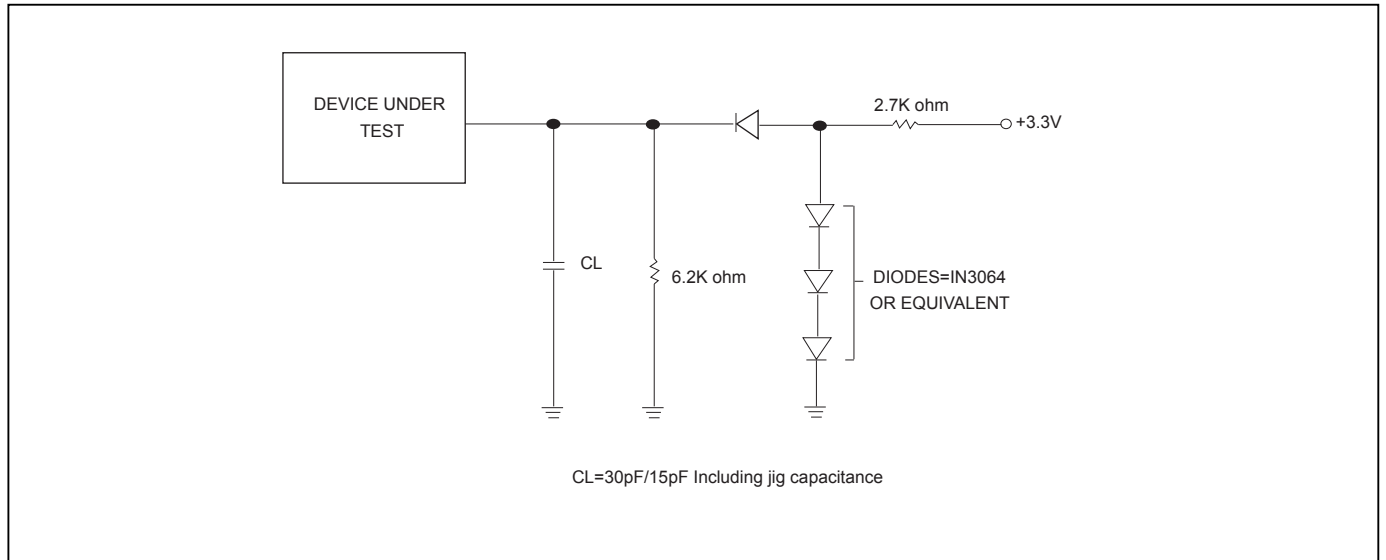 DEVICE UNDER
TEST
2.7K ohm
+3.3V
CL
6.2K ohm
DIODES=IN3064
OR EQUIVALENT
CL=30pF/15pF Including jig capacitance